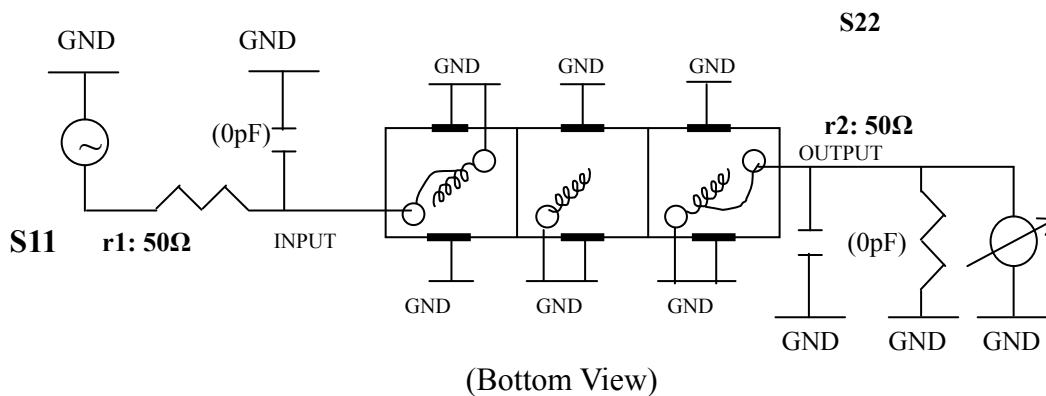 S22
GND
GND
GND
GND
GND
(0pF)
r2: 50Ω
OUTPUT
S11
r1: 50Ω
INPUT
(0pF)
GND
GND
GND
GND
GND
GND
(Bottom View)